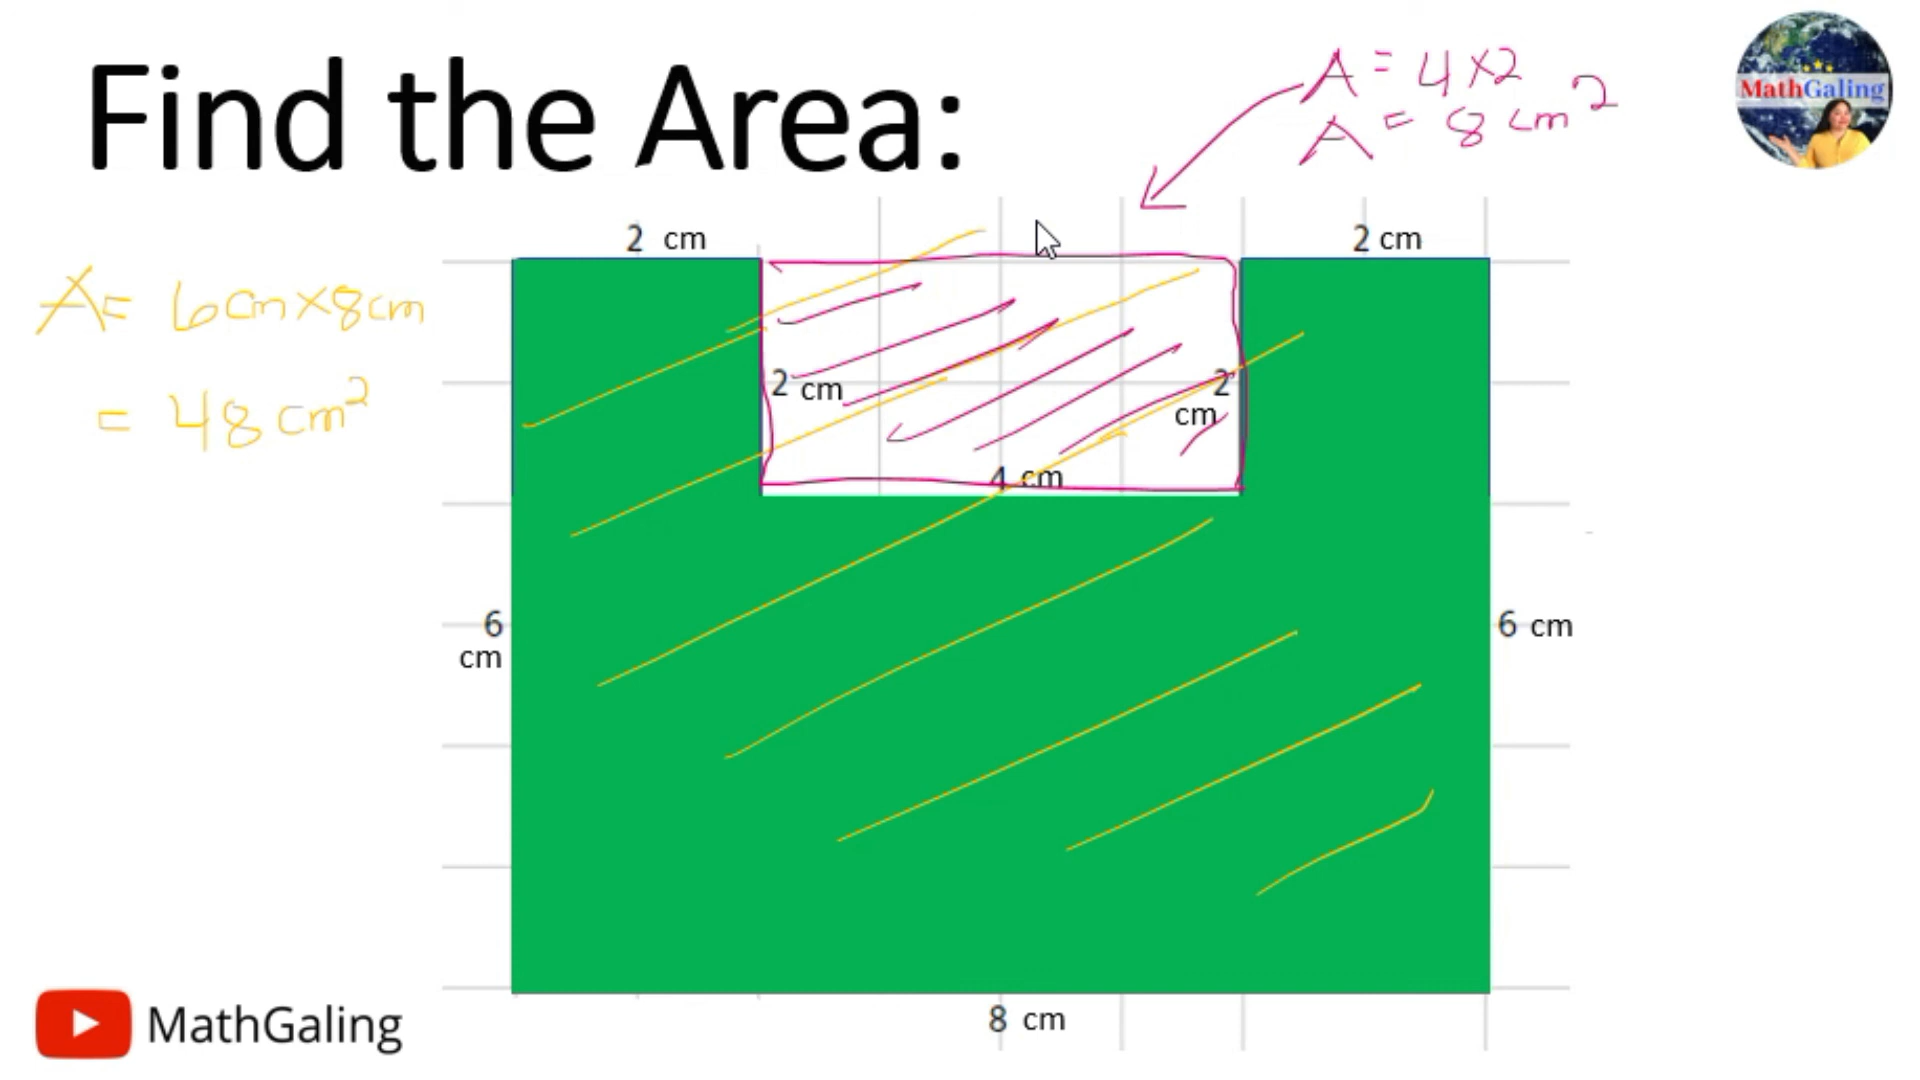 Find the Area:
A = 4 x 2
A = 8 cm²
MathGaling
2 cm
2 cm
A = 6cm x 8cm
= 48 cm²
2 cm
2
cm
4 cm
6
cm
6 cm
8 cm
MathGaling